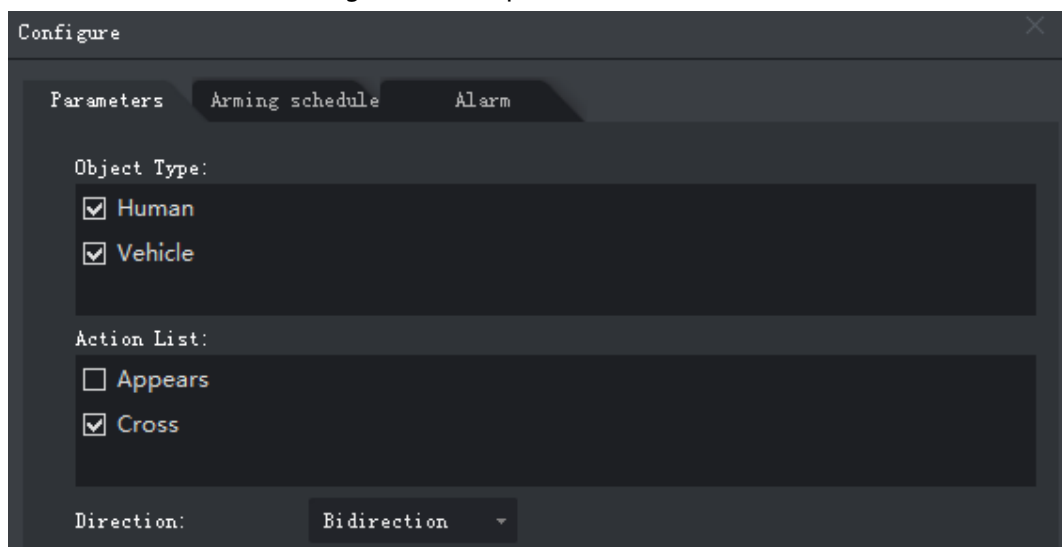 Configure
Parameters Arming schedule Alarm
Object Type:
Human
Vehicle
Action List:
Appears
Cross
Direction: Bidirection